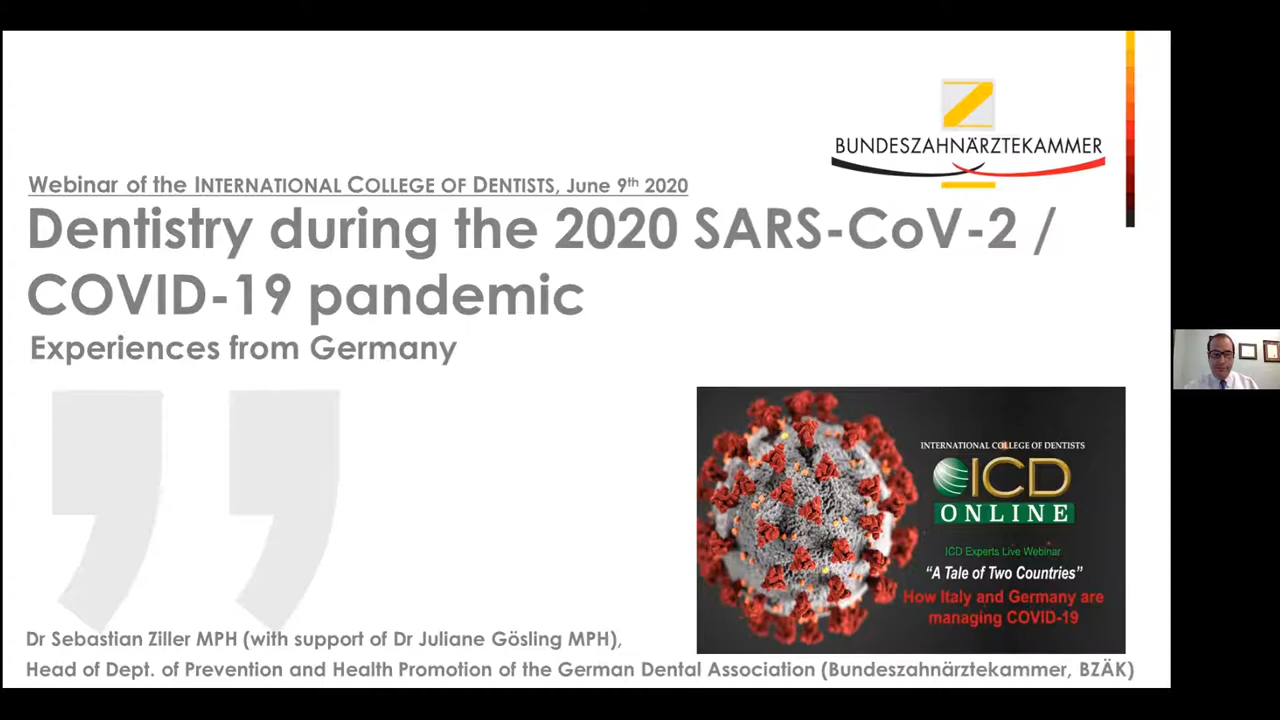 BUNDESZAHNÄRZTEKAMMER
Webinar of the INTERNATIONAL COLLEGE OF DENTISTS, June 9th 2020
Dentistry during the 2020 SARS-CoV-2 /
COVID-19 pandemic
Experiences from Germany
INTERNATIONAL COLLEGE OF DENTISTS
ICD
ONLINE
ICD Experts Live Webinar
“A Tale of Two Countries”
How Italy and Germany are
managing COVID-19
Dr Sebastian Ziller MPH (with support of Dr Juliane Gösling MPH),
Head of Dept. of Prevention and Health Promotion of the German Dental Association (Bundeszahnärztekammer, BZÄK)